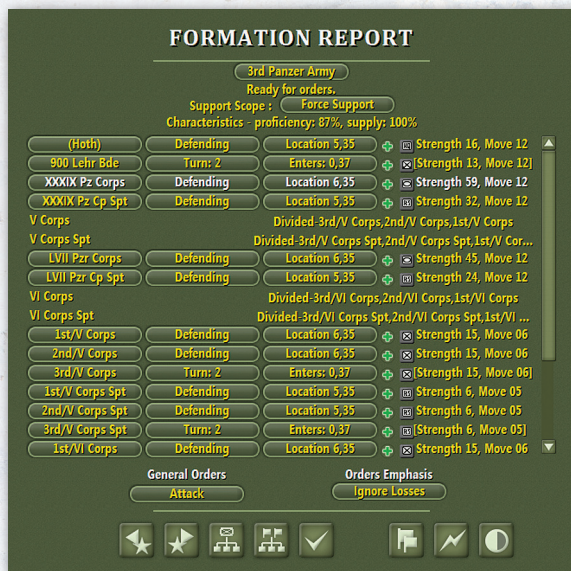 FORMATION REPORT
3rd Panzer Army
Ready for orders.
Support Scope : Force Support
Characteristics - proficiency: 87%, supply: 100%
(Hoth) Defending Location 5,35 Strength 16, Move 12
900 Lehr Bde Turn: 2 Enters: 0,37 [Strength 13, Move 12]
XXXIX Pz Corps Defending Location 6,35 Strength 59, Move 12
XXXIX Pz Cp Spt Defending Location 5,35 Strength 32, Move 12
V Corps Divided-3rd/V Corps,2nd/V Corps,1st/V Corps
V Corps Spt Divided-3rd/V Corps Spt,2nd/V Corps Spt,1st/V Cor...
LVII Pzr Corps Defending Location 6,35 Strength 45, Move 12
LVII Pzr Cp Spt Defending Location 5,35 Strength 24, Move 12
VI Corps Divided-3rd/VI Corps,2nd/VI Corps,1st/VI Corps
VI Corps Spt Divided-3rd/VI Corps Spt,2nd/VI Corps Spt,1st/VI ...
1st/V Corps Defending Location 6,35 Strength 15, Move 06
2nd/V Corps Defending Location 6,35 Strength 15, Move 06
3rd/V Corps Turn: 2 Enters: 0,37 [Strength 15, Move 06]
1st/V Corps Spt Defending Location 5,35 Strength 6, Move 05
2nd/V Corps Spt Defending Location 5,35 Strength 6, Move 05
3rd/V Corps Spt Turn: 2 Enters: 0,37 [Strength 6, Move 05]
1st/VI Corps Defending Location 6,35 Strength 15, Move 06
General Orders Orders Emphasis
Attack Ignore Losses